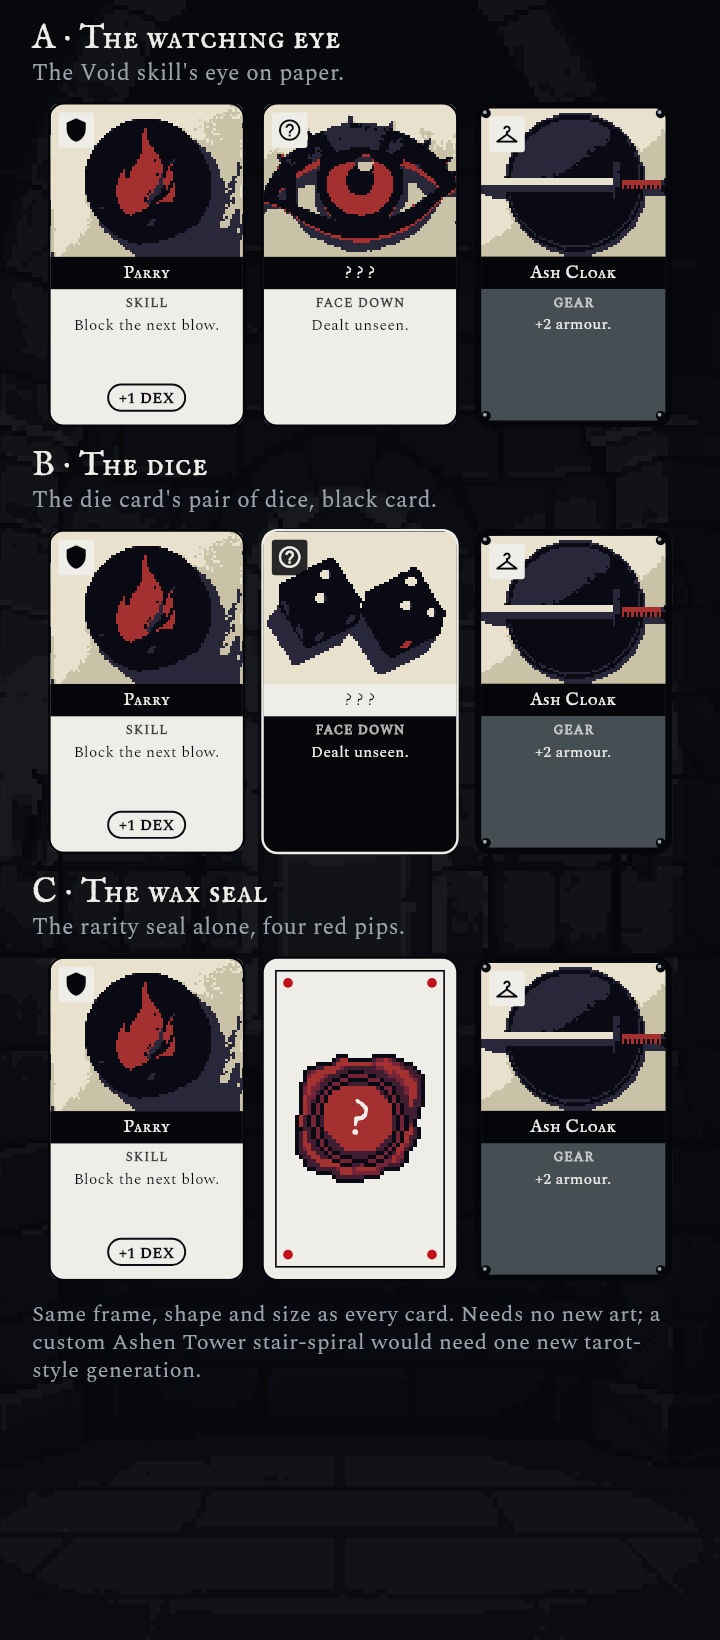 A · The watching eye
The Void skill's eye on paper.
?
Parry
???
Ash Cloak
SKILL
FACE DOWN
GEAR
Block the next blow.
Dealt unseen.
+2 armour.
+1 DEX
B · The dice
The die card's pair of dice, black card.
?
Parry
???
Ash Cloak
SKILL
FACE DOWN
GEAR
Block the next blow.
Dealt unseen.
+2 armour.
+1 DEX
C · The wax seal
The rarity seal alone, four red pips.
?
Parry
Ash Cloak
SKILL
GEAR
Block the next blow.
+2 armour.
+1 DEX
Same frame, shape and size as every card. Needs no new art; a
custom Ashen Tower stair-spiral would need one new tarot-
style generation.